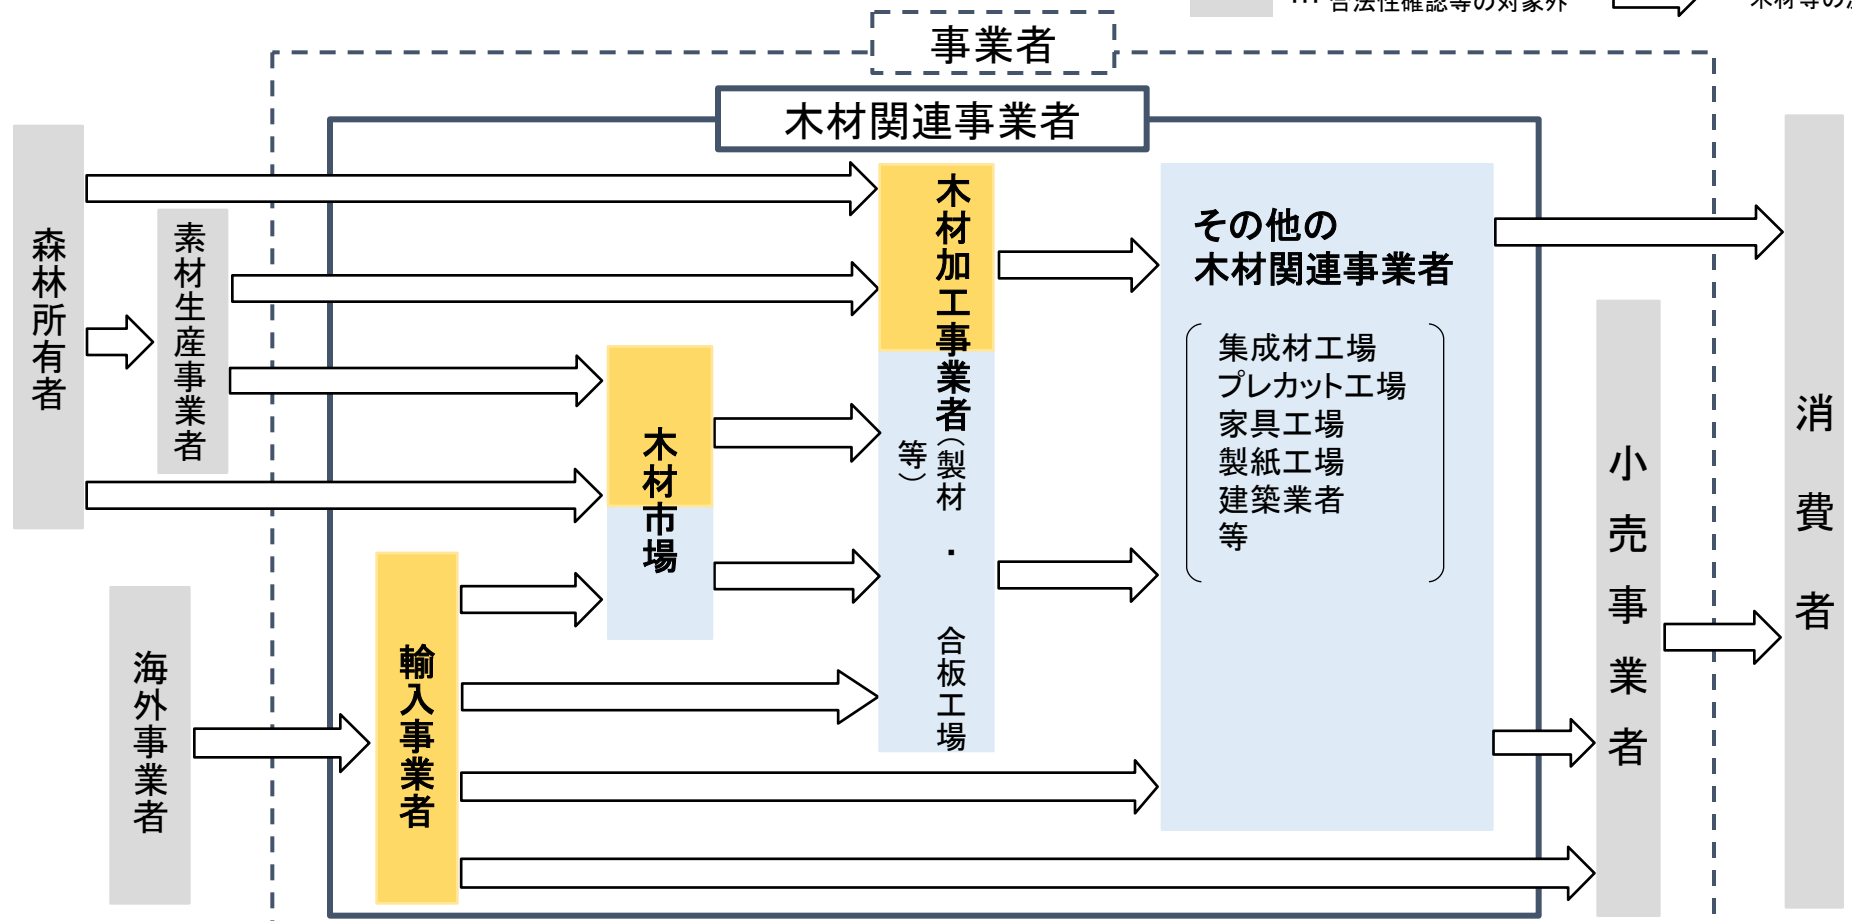 … 合法性確認等の対象外
木材等の
事業者
木材関連事業者
森林所有者
素材生産事業者
海外事業者
輸入事業者
木材市場
木材加工事業者(製材・合板工場
等)
その他の
木材関連事業者
集成材工場
プレカット工場
家具工場
製紙工場
建築業者
等
小売事業者
消費者